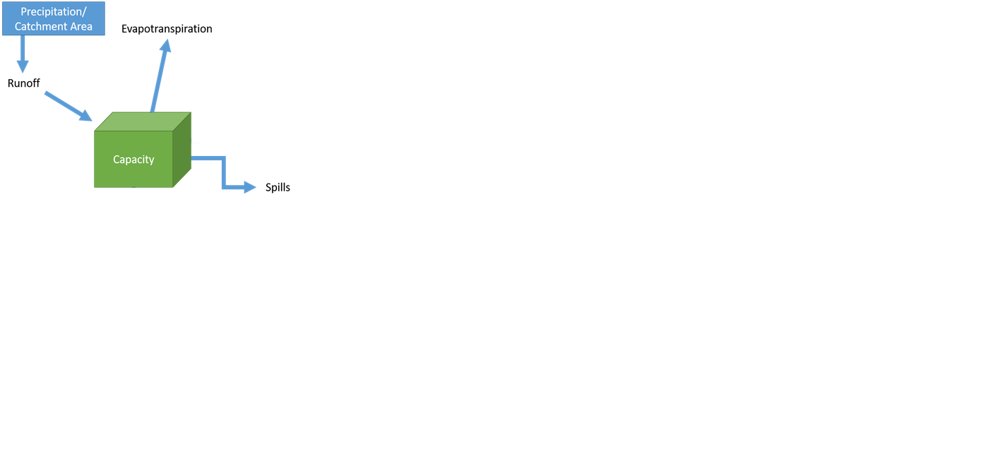 Precipitation/
Catchment Area
Evapotranspiration
Runoff
Capacity
Spills